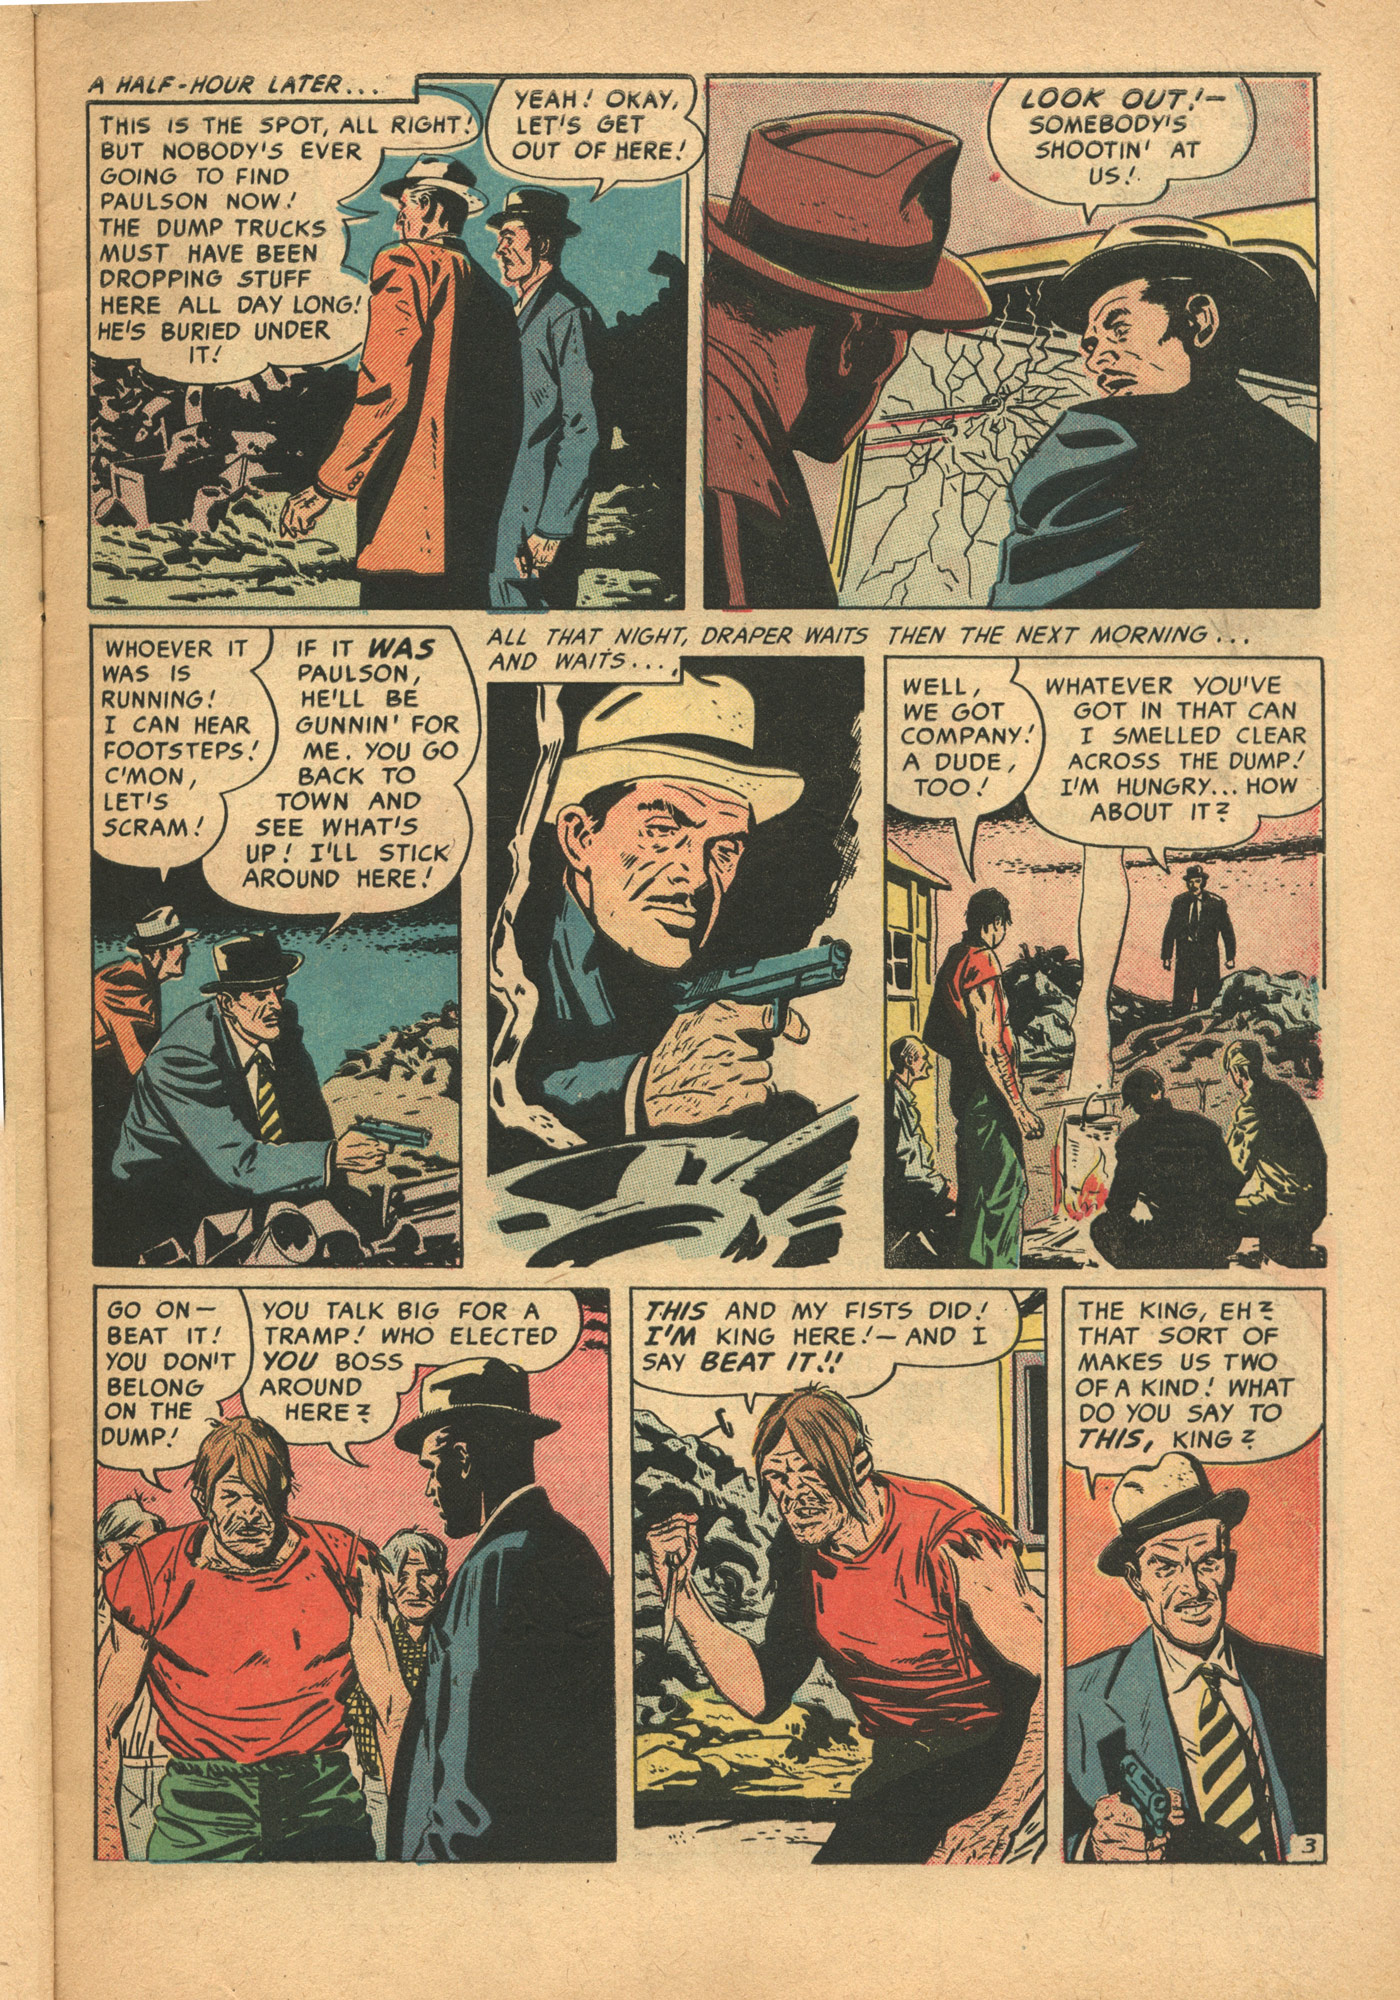 A HALF-HOUR LATER...
THIS IS THE SPOT, ALL RIGHT!
BUT NOBODY'S EVER
GOING TO FIND
PAULSON NOW!
THE DUMP TRUCKS
MUST HAVE BEEN
DROPPING STUFF
HERE ALL DAY LONG!
HE'S BURIED UNDER
IT!
YEAH! OKAY,
LET'S GET
OUT OF HERE!
LOOK OUT!-
SOMEBODY'S
SHOOTIN' AT
US!
WHOEVER IT
WAS IS
RUNNING!
I CAN HEAR
FOOTSTEPS!
C'MON,
LET'S
SCRAM!
IF IT WAS
PAULSON,
HE'LL BE
GUNNIN' FOR
ME. YOU GO
BACK TO
TOWN AND
SEE WHAT'S
UP! I'LL STICK
AROUND HERE!
ALL THAT NIGHT, DRAPER WAITS
AND WAITS...
THEN THE NEXT MORNING...
WELL,
WE GOT
COMPANY!
A DUDE,
TOO!
WHATEVER YOU'VE
GOT IN THAT CAN
I SMELLED CLEAR
ACROSS THE DUMP!
I'M HUNGRY... HOW
ABOUT IT?
GO ON-
BEAT IT!
YOU DON'T
BELONG
ON THE
DUMP!
YOU TALK BIG FOR A
TRAMP! WHO ELECTED
YOU BOSS
AROUND
HERE?
THIS AND MY FISTS DID!
I'M KING HERE!- AND I
SAY BEAT IT!!
THE KING, EH?
THAT SORT OF
MAKES US TWO
OF A KIND! WHAT
DO YOU SAY TO
THIS, KING?
3